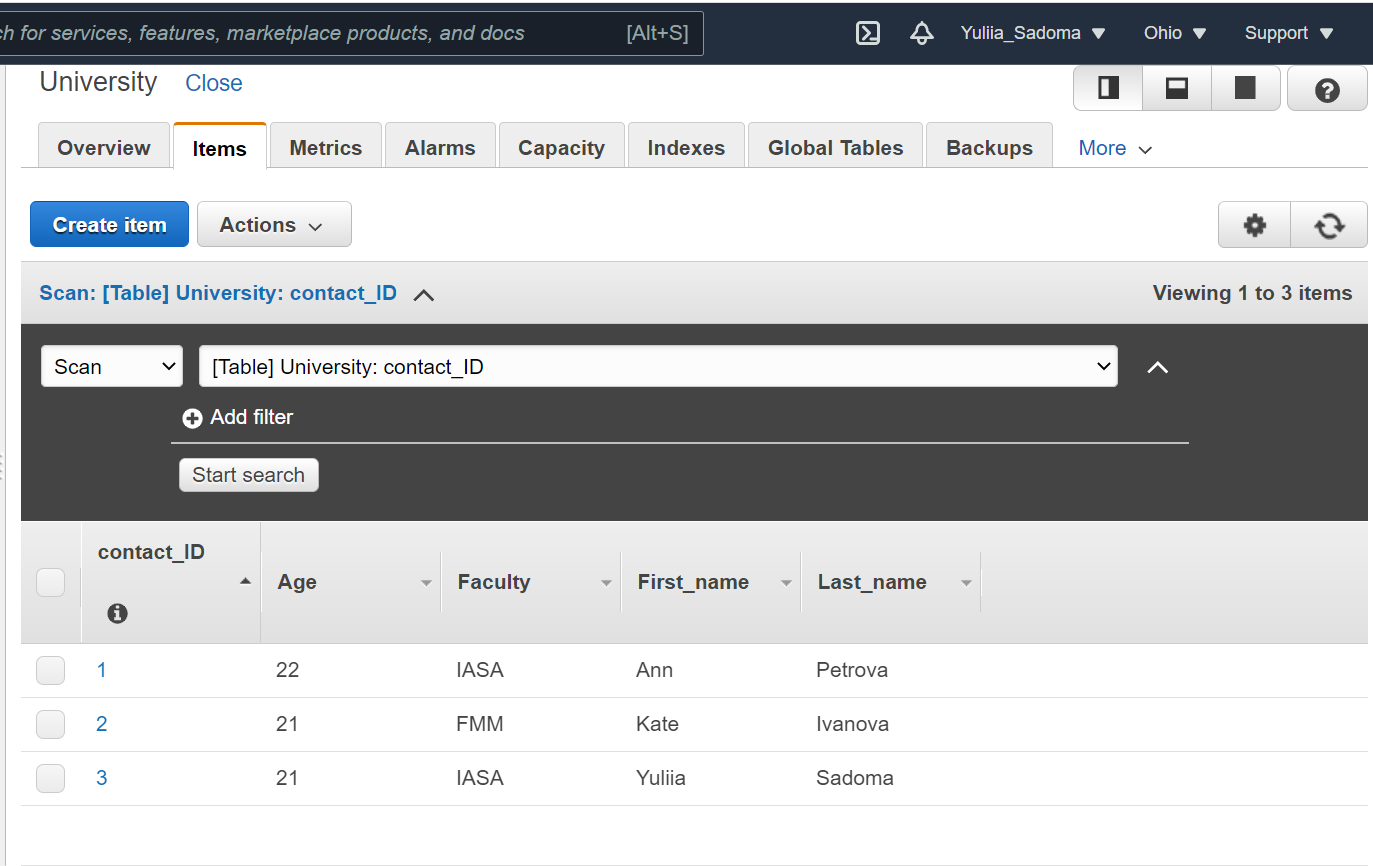 ch for services, features, marketplace products, and docs [Alt+S] Yuliia_Sadoma Ohio Support
University Close
Overview Items Metrics Alarms Capacity Indexes Global Tables Backups More
Create item Actions
Scan: [Table] University: contact_ID Viewing 1 to 3 items
Scan [Table] University: contact_ID
Add filter
Start search
contact_ID Age Faculty First_name Last_name
1 22 IASA Ann Petrova
2 21 FMM Kate Ivanova
3 21 IASA Yuliia Sadoma